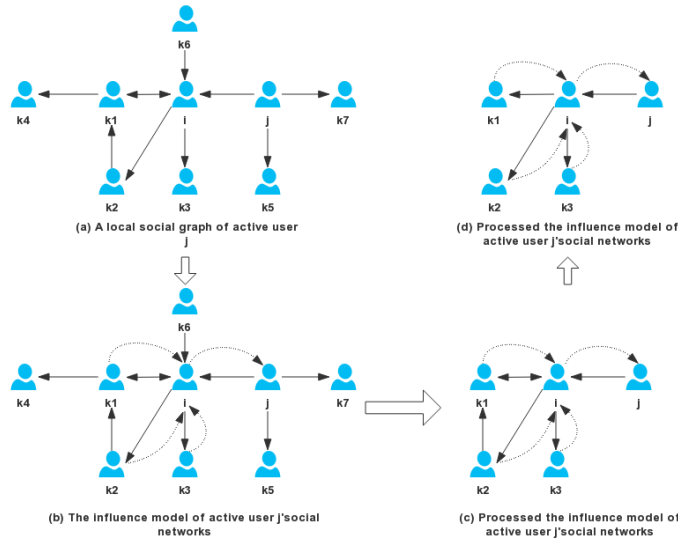 k6
k4 k1 i j k7
k2 k3 k5
(a) A local social graph of active user
j
k1 i j
k2 k3
(d) Processed the influence model of
active user j'social networks
k6
k4 k1 i j k7
k2 k3 k5
(b) The influence model of active user j'social
networks
k1 i j
k2 k3
(c) Processed the influence model of
active user j'social networks